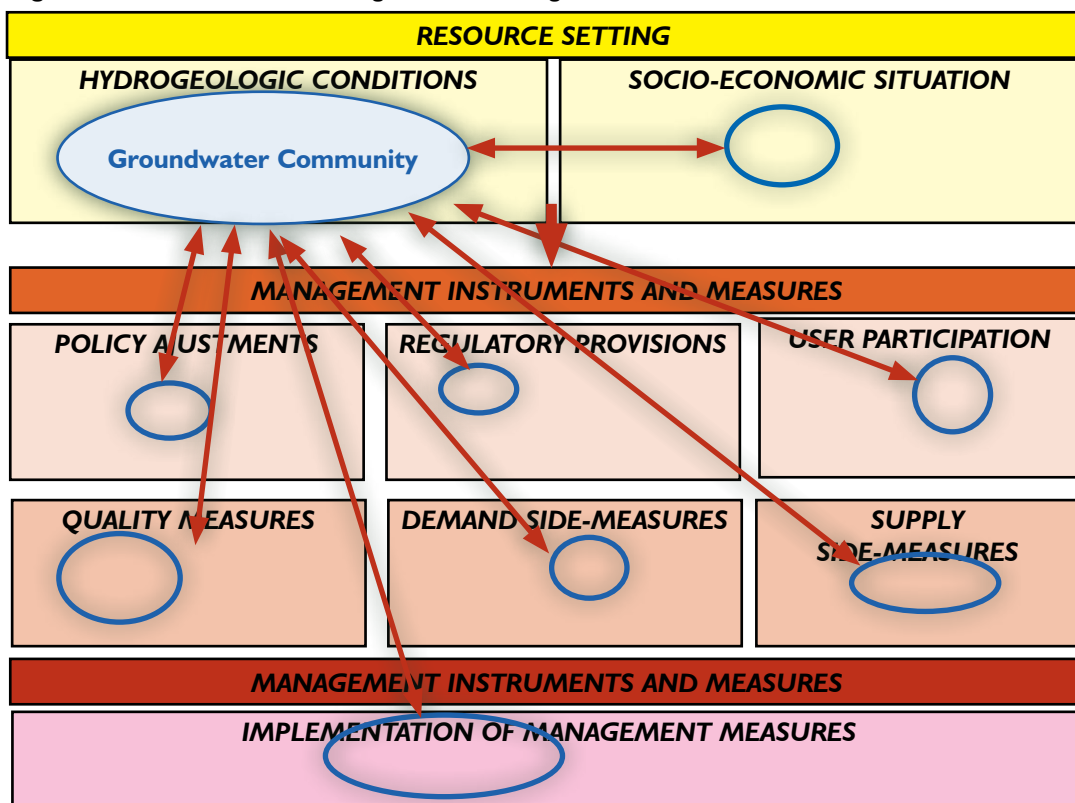 RESOURCE SETTING
HYDROGEOLOGIC CONDITIONS
SOCIO-ECONOMIC SITUATION
Groundwater Community
MANAGEMENT INSTRUMENTS AND MEASURES
POLICY AJUSTMENTS
REGULATORY PROVISIONS
USER PARTICIPATION
QUALITY MEASURES
DEMAND SIDE-MEASURES
SUPPLY
SIDE-MEASURES
MANAGEMENT INSTRUMENTS AND MEASURES
IMPLEMENTATION OF MANAGEMENT MEASURES